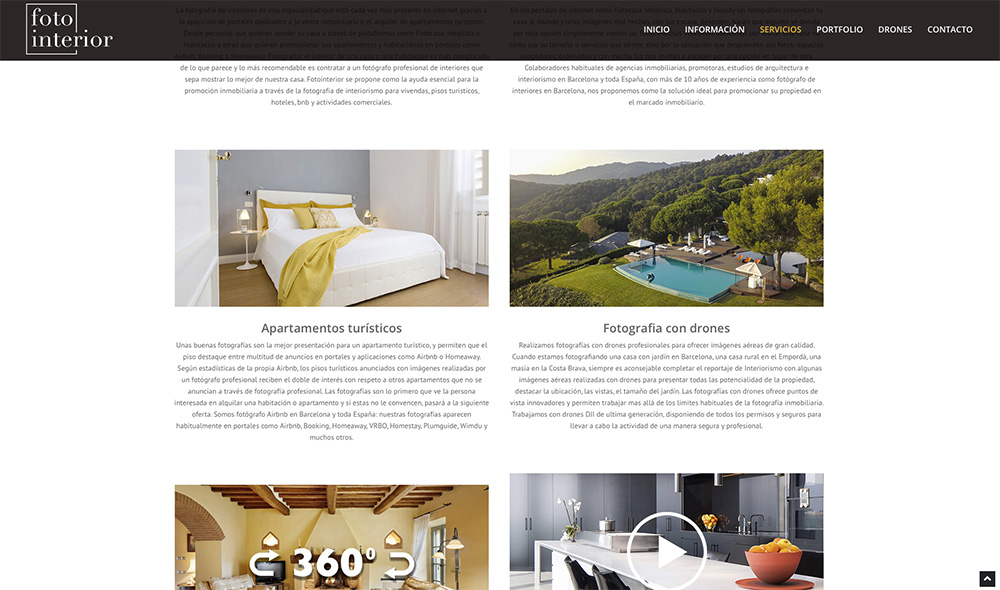 foto
interior
INICIO INFORMACIÓN SERVICIOS PORTFOLIO DRONES CONTACTO
de lo que parece y lo más recomendable es contratar a un fotógrafo profesional de interiores que
sepa mostrar lo mejor de nuestra casa. Fotointerior se propone como la ayuda esencial para la
promoción inmobiliaria a través de la fotografía de interiorismo para vivendas, pisos turisticos,
hoteles, bnb y actividades comerciales.
Colaboradores habituales de agencias inmobiliarias, promotoras, estudios de arquitectura e
interiorismo en Barcelona y toda España, con mas de 10 años de experiencia como fotógrafo de
interiores en Barcelona, nos proponemos como la solución ideal para promocionar su propiedad en
el marcado inmobiliario.
Apartamentos turísticos
Unas buenas fotografías son la mejor presentación para un apartamento turístico, y permiten que el
piso destaque entre multitud de anuncios en portales y aplicaciones como Airbnb o Homeaway.
Según estadísticas de la propia Airbnb, los pisos turísticos anunciados con imágenes realizadas por
un fotógrafo profesional reciben el doble de interés con respeto a otros apartamentos que no se
anuncian a través de fotografía profesional. Las fotografías son lo primero que ve la persona
interesada en alquilar una habitación o apartamento y si estas no le convencen, pasará a la siguiente
oferta. Somos fotógrafo Airbnb en Barcelona y toda España: nuestras fotografías aparecen
habitualmente en portales como Airbnb, Booking, Homeaway, VRBO, Homestay, Plumguide, Wimdu y
muchos otros.
Fotografia con drones
Realizamos fotografías con drones profesionales para ofrecer imágenes aéreas de gran calidad.
Cuando estamos fotografiando una casa con jardín en Barcelona, una casa rural en el Empordà, una
masia en la Costa Brava, siempre es aconsejable completar el reportaje de Interiorismo con algunas
imágenes aéreas realizadas con drones para presentar todas las potencialidad de la propiedad,
destacar la ubicación, las vistas, el tamaño del jardín. Las fotografías con drones ofrece puntos de
vista innovadores y permiten trabajar mas allá de los límites habituales de la fotografía inmobiliaria.
Trabajamos con drones DJI de ultima generación, disponiendo de todos los permisos y seguros para
llevar a cabo la actividad de una manera segura y profesional.
360º